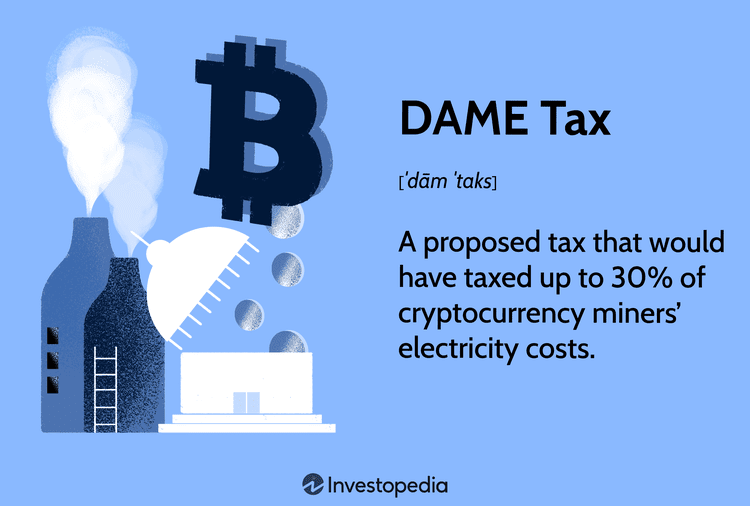 DAME Tax
[ˈdām ˈtaks]
A proposed tax that would
have taxed up to 30% of
cryptocurrency miners’
electricity costs.
Investopedia